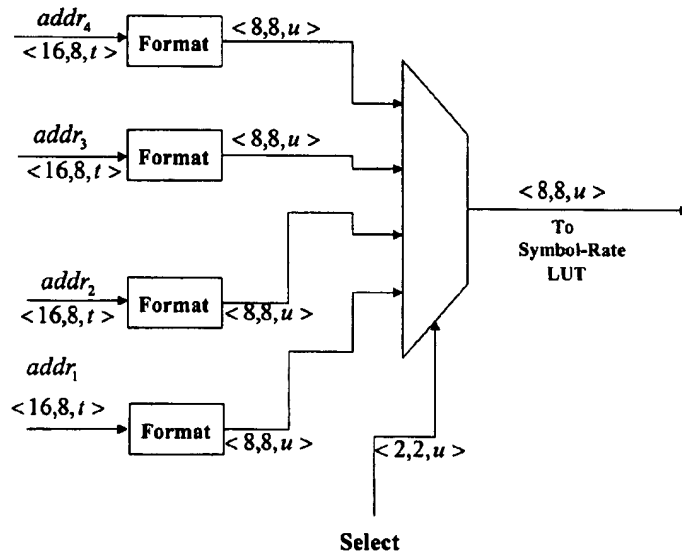 addr₄
<16,8,t>
Format
<8,8,u>
addr₃
<16,8,t>
Format
<8,8,u>
<8,8,u>
To
Symbol-Rate
LUT
addr₂
<16,8,t>
Format
<8,8,u>
addr₁
<16,8,t>
Format
<8,8,u>
<2,2,u>
Select